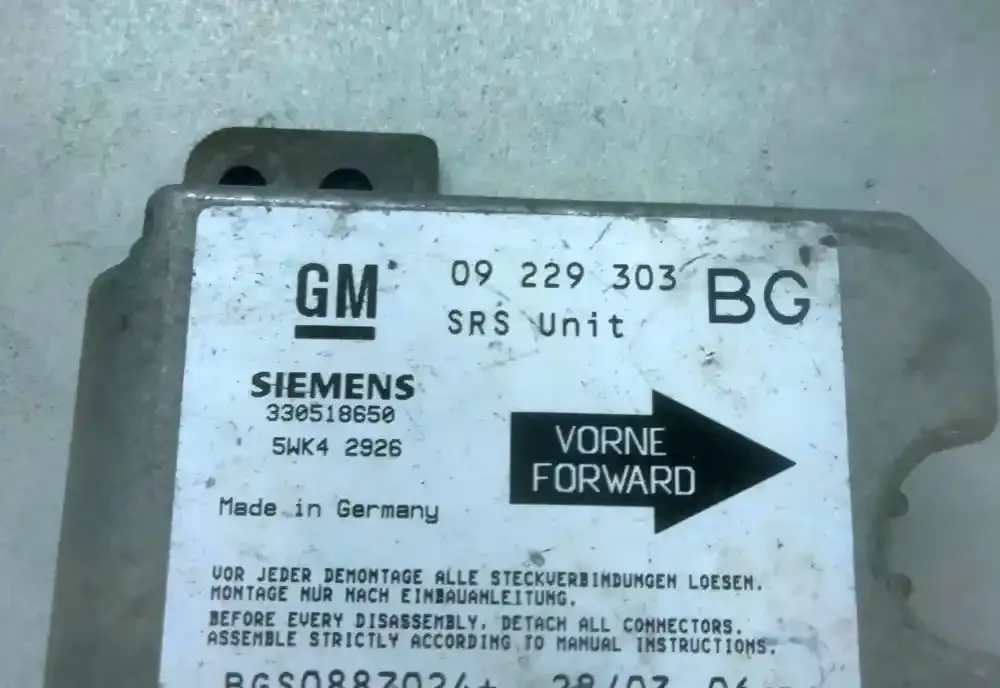 GM
09 229 303 BG
SRS Unit
SIEMENS
330518650
5WK4 2926
VORNE
FORWARD
Made in Germany
VOR JEDER DEMONTAGE ALLE STECKVERBINDUNGEN LOESEN.
MONTAGE NUR NACH EINBAUANLEITUNG.
BEFORE EVERY DISASSEMBLY, DETACH ALL CONNECTORS.
ASSEMBLE STRICTLY ACCORDING TO MANUAL INSTRUCTIONS.